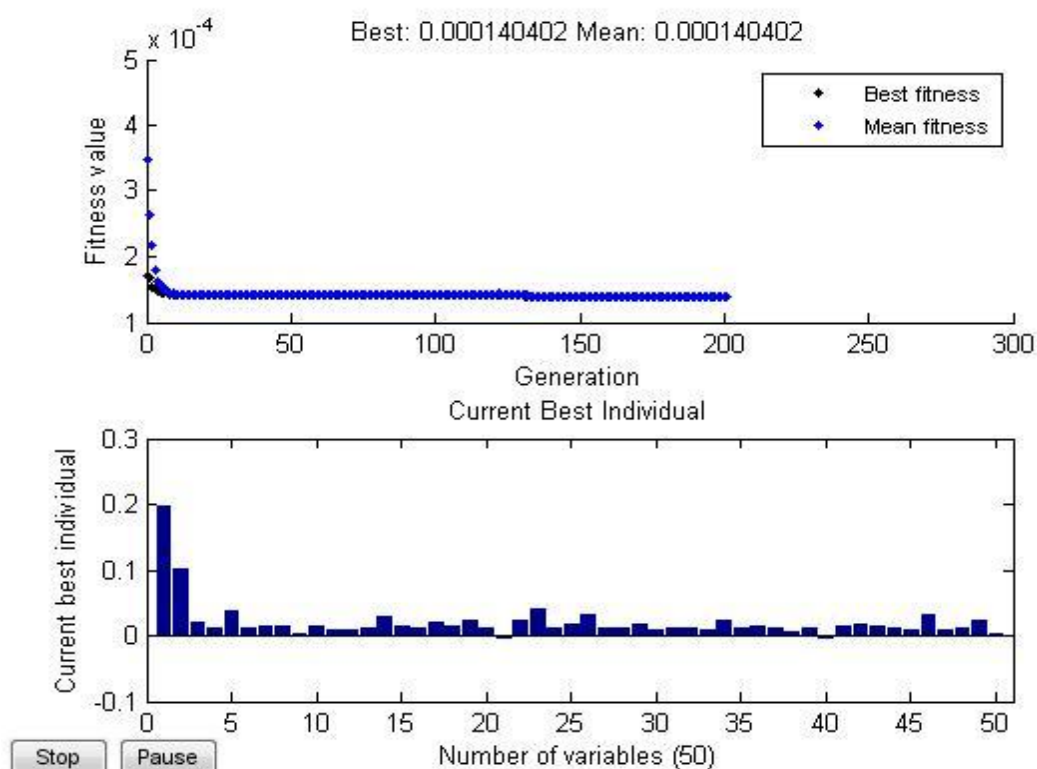 x 10^-4
Best: 0.000140402 Mean: 0.000140402
5
4
3
2
1
Fitness value
Best fitness
Mean fitness
0 50 100 150 200 250 300
Generation
Current Best Individual
0.3
0.2
0.1
0
-0.1
Current best individual
0 5 10 15 20 25 30 35 40 45 50
Number of variables (50)
Stop Pause